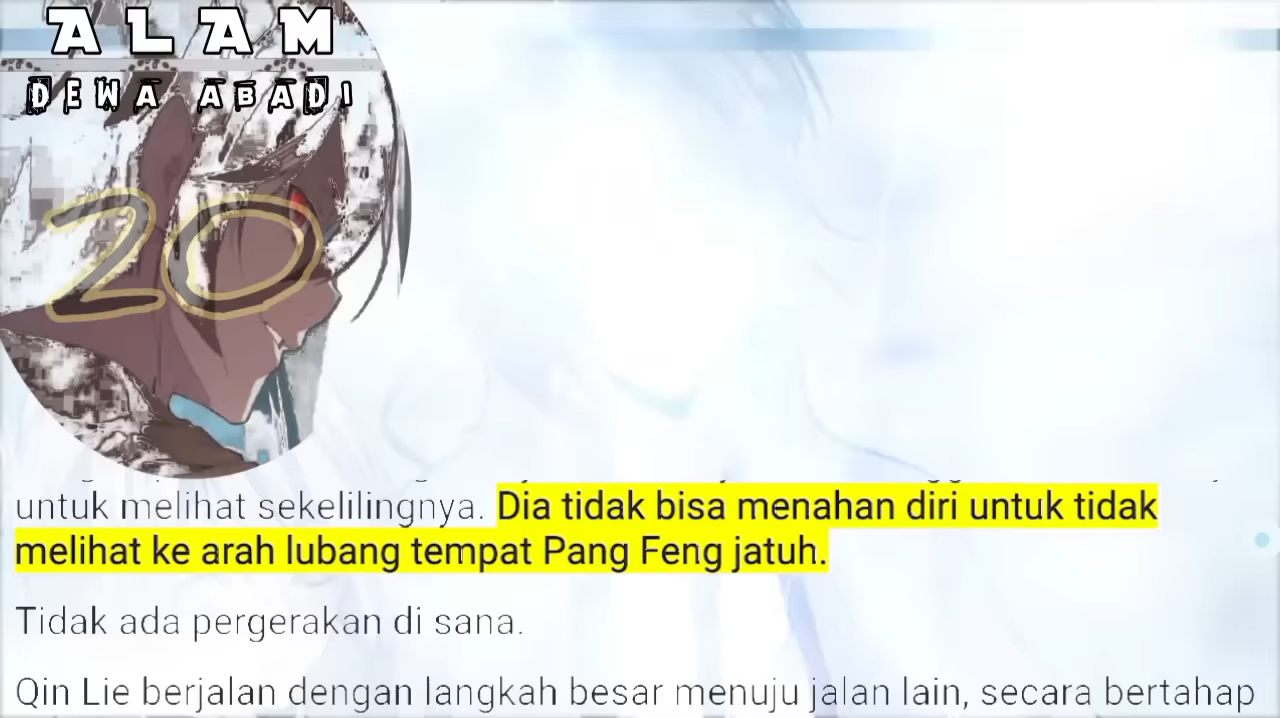 ALAM
DEWA ABADI
20
untuk melihat sekelilingnya. Dia tidak bisa menahan diri untuk tidak
melihat ke arah lubang tempat Pang Feng jatuh.
Tidak ada pergerakan di sana.
Qin Lie berjalan dengan langkah besar menuju jalan lain, secara bertahap